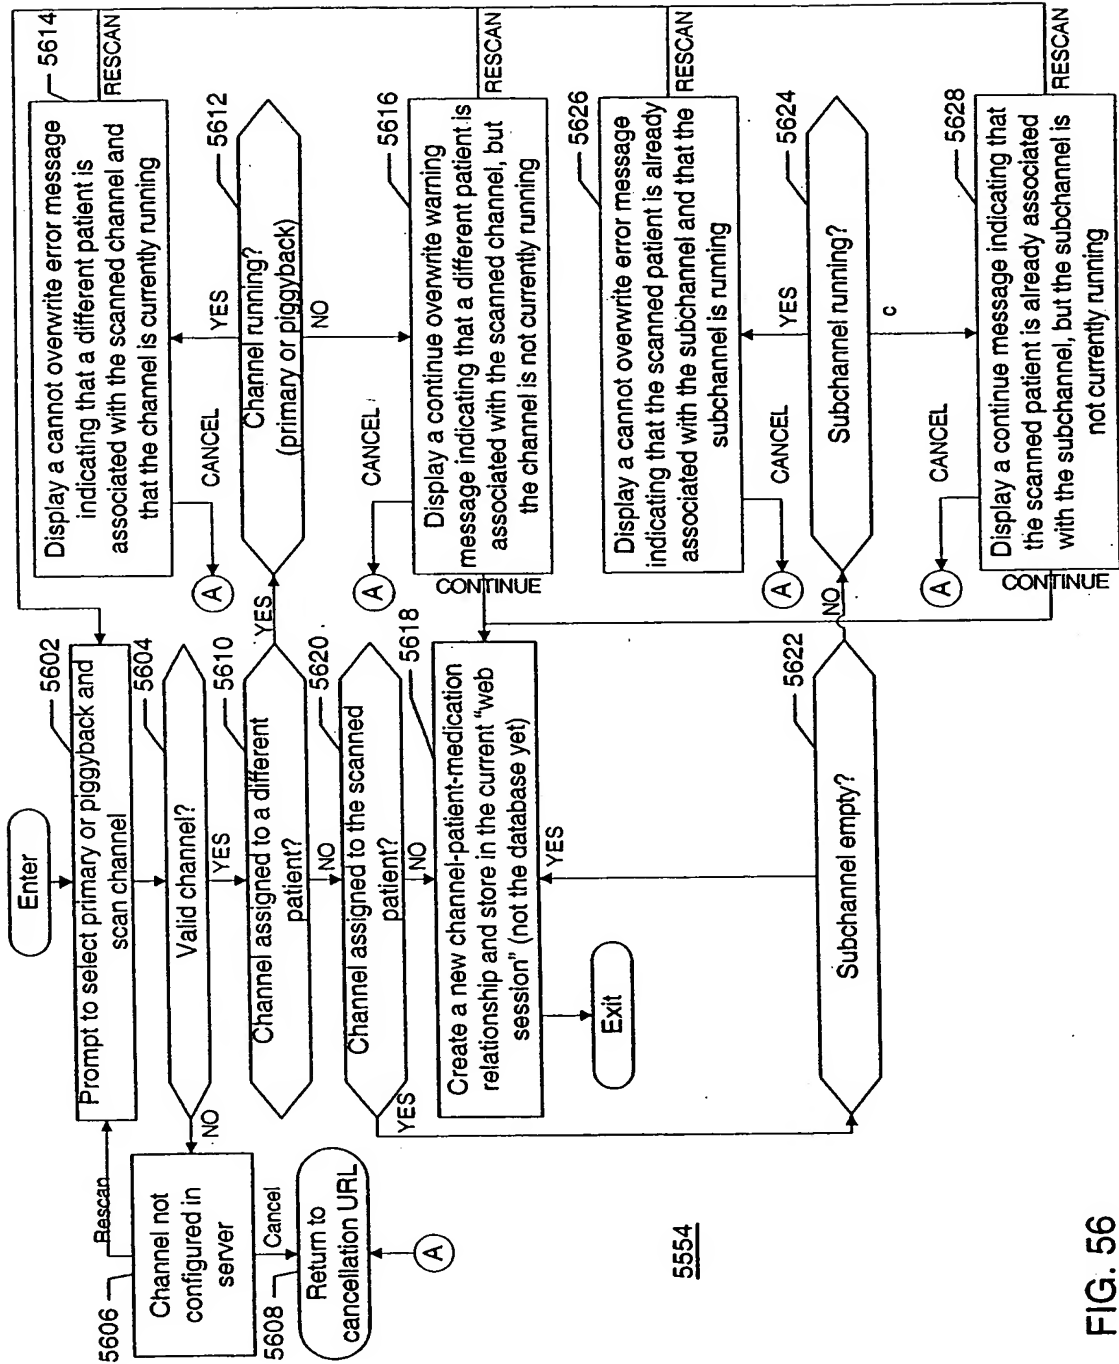 Enter
5602
Prompt to select primary or piggyback and
scan channel
5604
Valid channel?
NO
YES
5606
Channel not
configured in
server
Rescan
Cancel
5608
Return to
cancellation URL
A
5610
Channel assigned to a different
patient?
YES
NO
5620
Channel assigned to the scanned
patient?
YES
NO
5618
Create a new channel-patient-medication
relationship and store in the current "web
session" (not the database yet)
Exit
5622
Subchannel empty?
YES
NO
5614
Display a cannot overwrite error message
indicating that a different patient is
associated with the scanned channel and
that the channel is currently running
RESCAN
CANCEL
A
5612
Channel running?
(primary or piggyback)
YES
NO
5616
Display a continue overwrite warning
message indicating that a different patient is
associated with the scanned channel, but
the channel is not currently running
RESCAN
CANCEL
A
CONTINUE
5626
Display a cannot overwrite error message
indicating that the scanned patient is already
associated with the subchannel and that the
subchannel is running
RESCAN
CANCEL
A
5624
Subchannel running?
YES
c
5628
Display a continue message indicating that
the scanned patient is already associated
with the subchannel, but the subchannel is
not currently running
RESCAN
CANCEL
A
CONTINUE
5554
FIG. 56